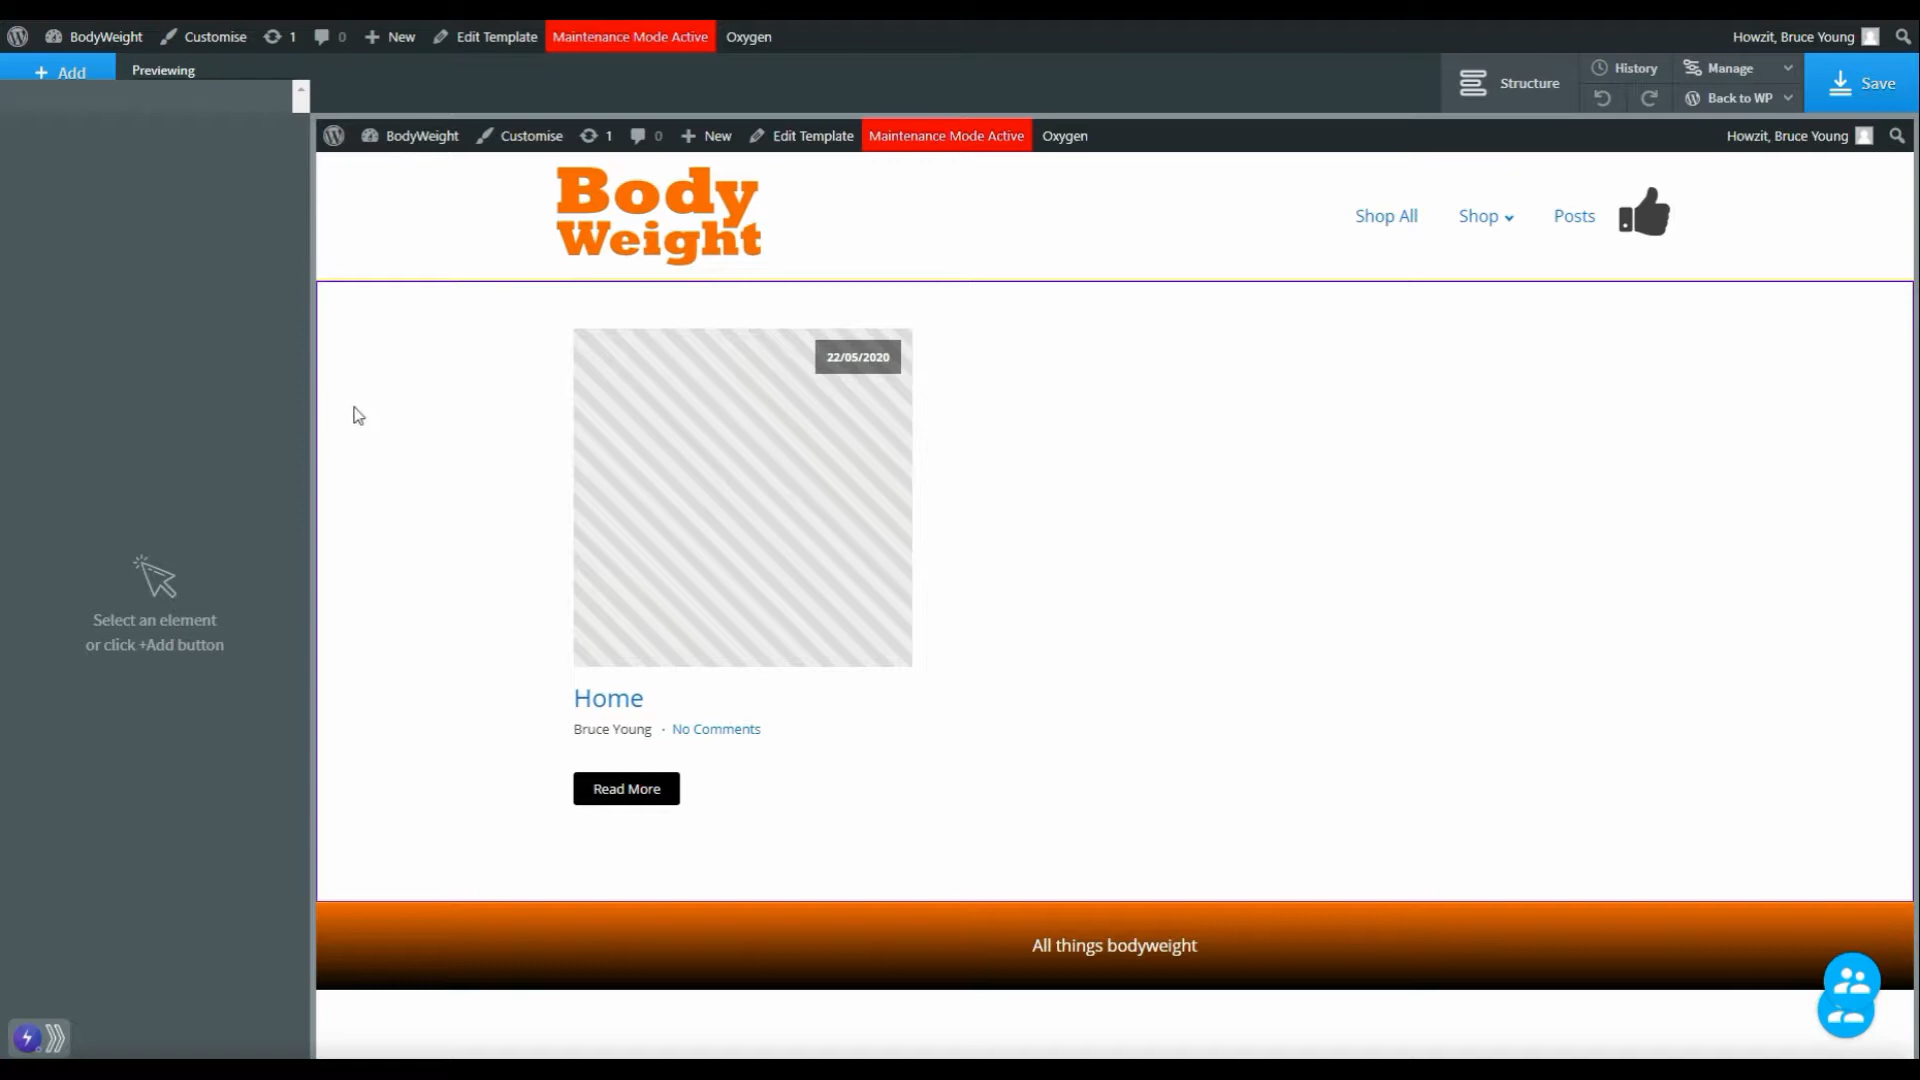 BodyWeight Customise 1 0 New Edit Template Maintenance Mode Active Oxygen Howzit, Bruce Young
+ Add Previewing
Structure History Manage Back to WP Save
BodyWeight Customise 1 0 New Edit Template Maintenance Mode Active Oxygen Howzit, Bruce Young
Body
Weight
Shop All Shop Posts
22/05/2020
Select an element
or click +Add button
Home
Bruce Young · No Comments
Read More
All things bodyweight